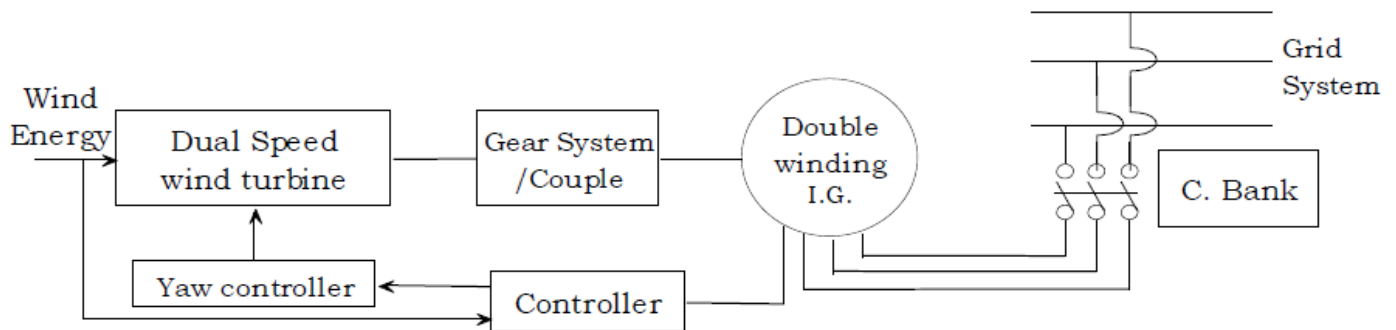 Wind
Energy
Dual Speed
wind turbine
Gear System
/Couple
Double
winding
I.G.
Grid
System
C. Bank
Yaw controller
Controller